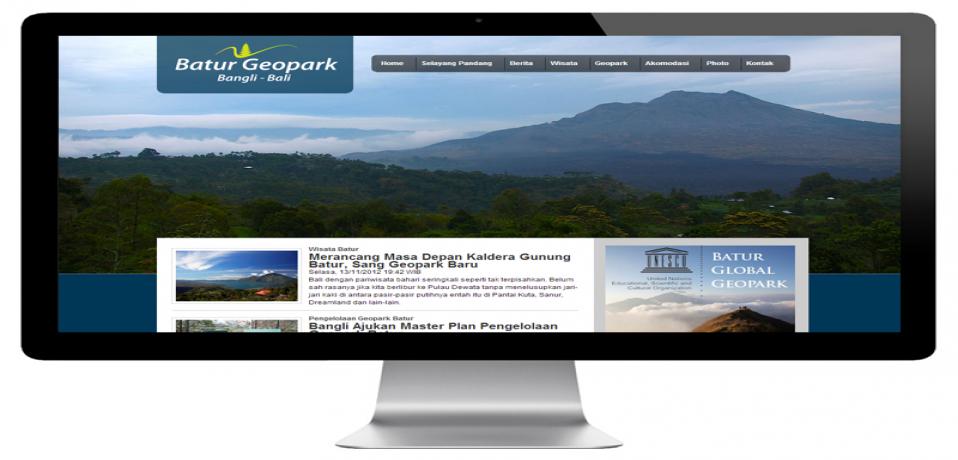 Batur Geopark
Bangli - Bali
Home Selayang Pandang Berita Wisata Geopark Akomodasi Photo Kontak
Wisata Batur
Merancang Masa Depan Kaldera Gunung
Batur, Sang Geopark Baru
Selasa, 13/11/2012 19:42 WIB
Bali dengan pariwisata bahari seringkali seperti tak terpisahkan. Belum
sah rasanya jika kita berlibur ke Pulau Dewata tanpa menelusupkan jari-
jari kaki di antara pasir-pasir putihnya entah itu di Pantai Kuta, Sanur,
Dreamland dan lain-lain.
Pengelolaan Geopark Batur
Bangli Ajukan Master Plan Pengelolaan
UNESCO
United Nations
Educational, Scientific and
Cultural Organization
BATUR
GLOBAL
GEOPARK